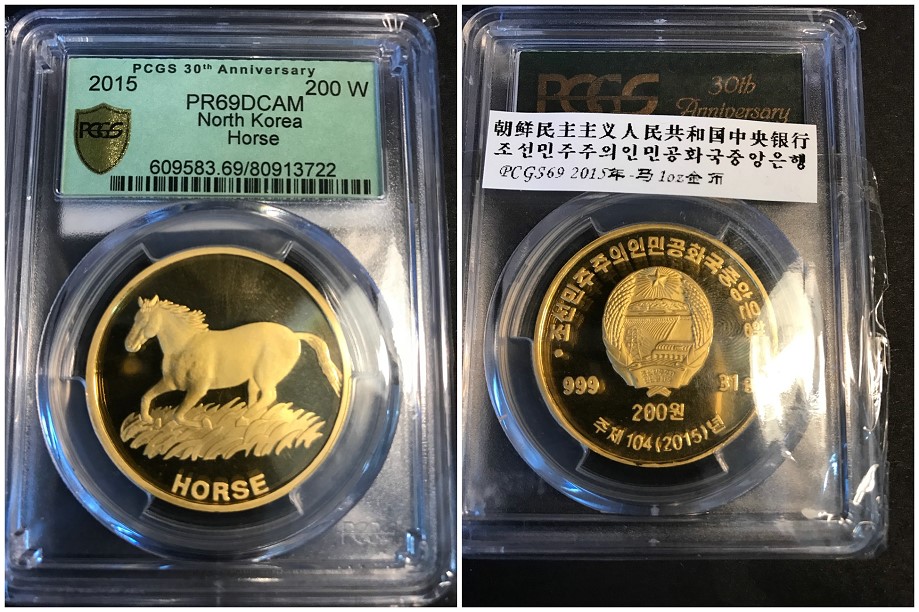 PCGS 30th Anniversary
2015
200 W
PCGS
PR69DCAM
North Korea
Horse
609583.69/80913722
HORSE
PCGS
PCGS
30th
Anniversary
朝鲜民主主义人民共和国中央银行
조선민주주의인민공화국중앙은행
PCGS69 2015年-马1oz金币
조선민주주의인민공화국중앙은행
999
31
200원
주체104(2015)년